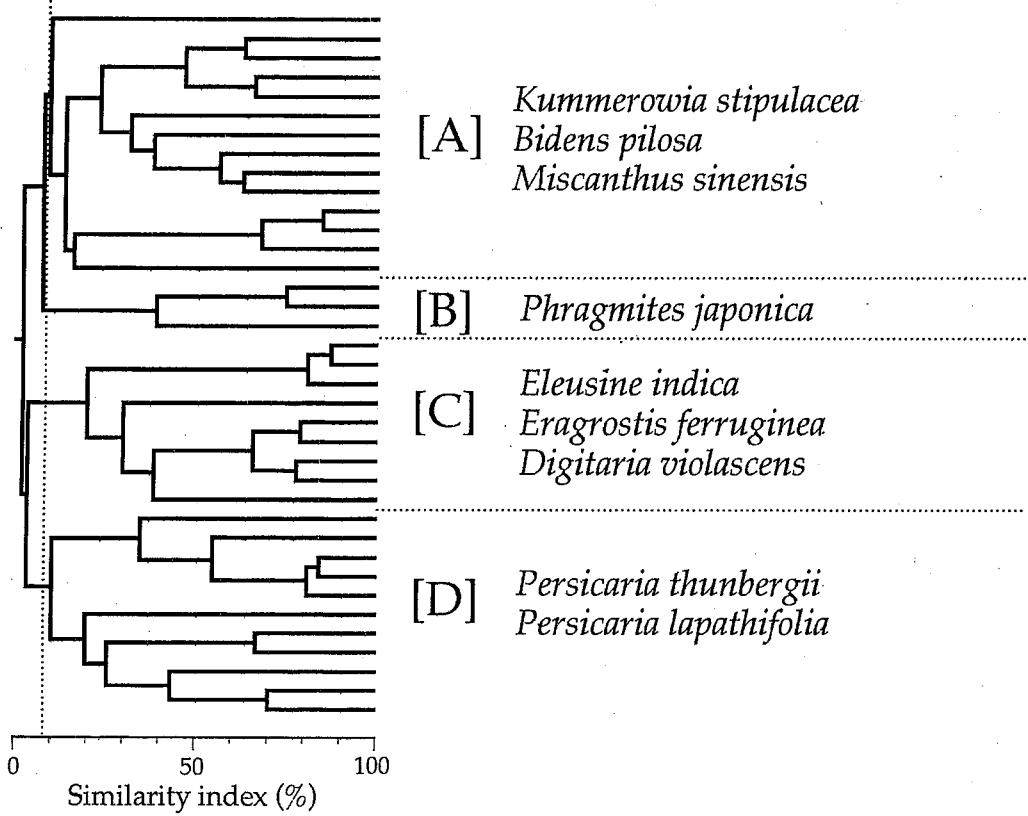 [A]
Kummerowia stipulacea
Bidens pilosa
Miscanthus sinensis
[B]
Phragmites japonica
[C]
Eleusine indica
Eragrostis ferruginea
Digitaria violascens
[D]
Persicaria thunbergii
Persicaria lapathifolia
0 50 100
Similarity index (%)